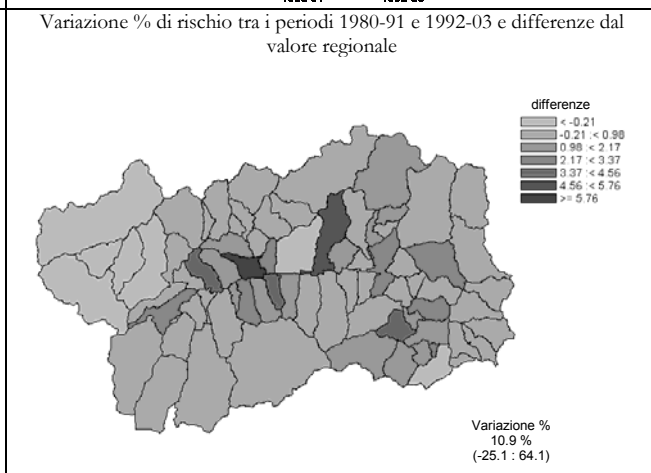 Variazione % di rischio tra i periodi 1980-91 e 1992-03 e differenze dal
valore regionale
differenze
< -0.21
-0.21 :< 0.98
0.98 :< 2.17
2.17 :< 3.37
3.37 :< 4.56
4.56 :< 5.76
>= 5.76
Variazione %
10.9 %
(-25.1 : 64.1)